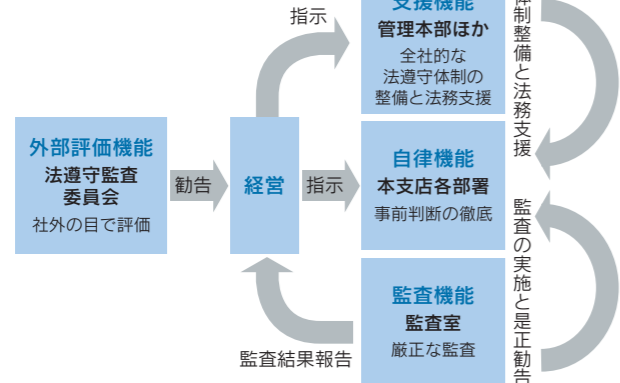 指示
支援機能
管理本部ほか
全社的な
法遵守体制の
整備と法務支援
体制整備と法務支援
外部評価機能
法遵守監査
委員会
社外の目で評価
勧告
経営
指示
自律機能
本支店各部署
事前判断の徹底
監査の実施と是正勧告
監査機能
監査室
厳正な監査
監査結果報告